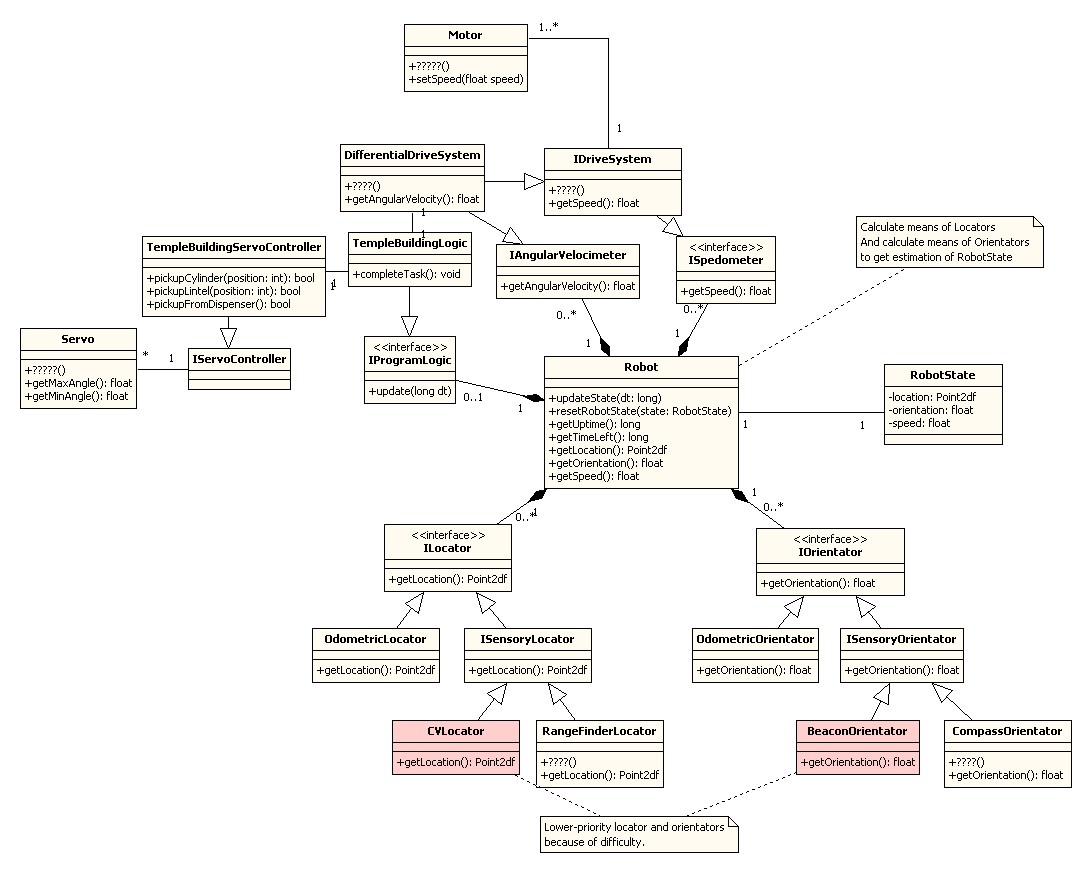 Motor
+?????()
+setSpeed(float speed)
1..*
1
DifferentialDriveSystem
+????()
+getAngularVelocity(): float
IDriveSystem
+????()
+getSpeed(): float
1
1
TempleBuildingServoController
+pickupCylinder(position: int): bool
+pickupLintel(position: int): bool
+pickupFromDispenser(): bool
TempleBuildingLogic
+completeTask(): void
1
1
IAngularVelocimeter
+getAngularVelocity(): float
<<interface>>
ISpedometer
+getSpeed(): float
Calculate means of Locators
And calculate means of Orientators
to get estimation of RobotState
0..*
1
0..*
1
Servo
+?????()
+getMaxAngle(): float
+getMinAngle(): float
*
1
IServoController
<<interface>>
IProgramLogic
+update(long dt)
0..1
1
Robot
+updateState(dt: long)
+resetRobotState(state: RobotState)
+getUptime(): long
+getTimeLeft(): long
+getLocation(): Point2df
+getOrientation(): float
+getSpeed(): float
1
1
RobotState
-location: Point2df
-orientation: float
-speed: float
0..*
1
1
0..*
<<interface>>
ILocator
+getLocation(): Point2df
<<interface>>
IOrientator
+getOrientation(): float
OdometricLocator
+getLocation(): Point2df
ISensoryLocator
+getLocation(): Point2df
OdometricOrientator
+getOrientation(): float
ISensoryOrientator
+getOrientation(): float
CVLocator
+getLocation(): Point2df
RangeFinderLocator
+????()
+getLocation(): Point2df
BeaconOrientator
+getOrientation(): float
CompassOrientator
+????()
+getOrientation(): float
Lower-priority locator and orientators
because of difficulty.